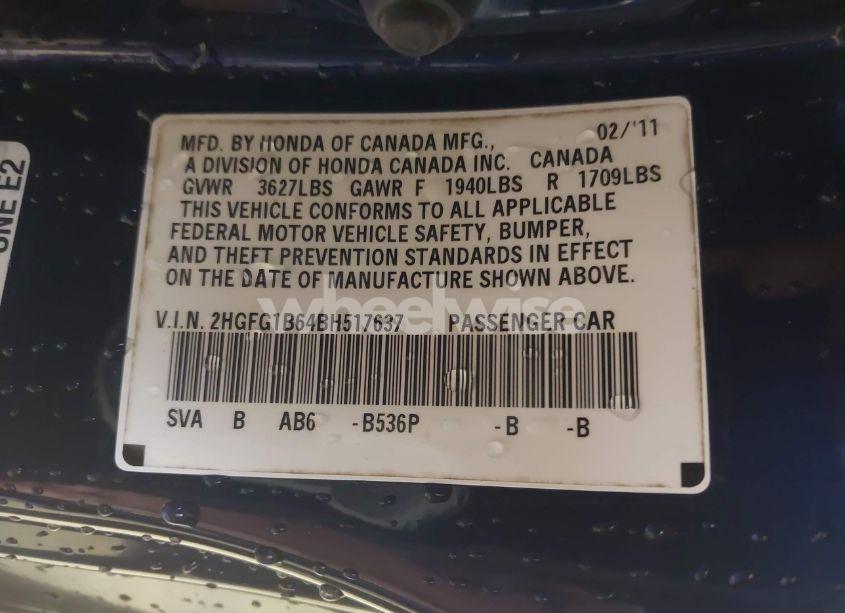 02/'11
MFD. BY HONDA OF CANADA MFG.,
A DIVISION OF HONDA CANADA INC. CANADA
GVWR 3627LBS GAWR F 1940LBS R 1709LBS
THIS VEHICLE CONFORMS TO ALL APPLICABLE
FEDERAL MOTOR VEHICLE SAFETY, BUMPER,
AND THEFT PREVENTION STANDARDS IN EFFECT
ON THE DATE OF MANUFACTURE SHOWN ABOVE.
wheelwise
V.I.N. 2HGFG1B64BH517637 PASSENGER CAR
SVA B AB6 -B536P -B -B
E2